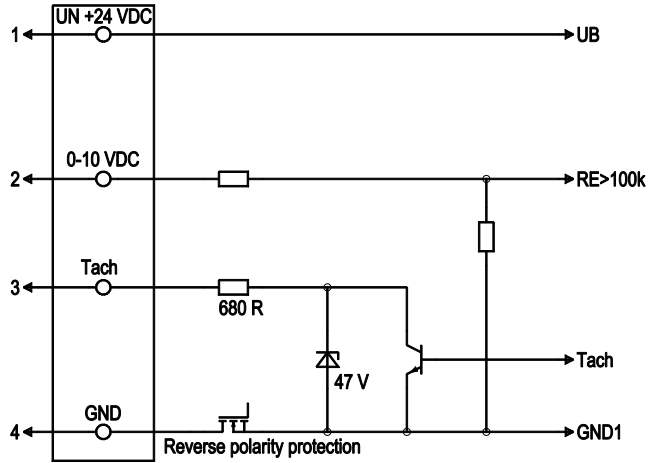 UN +24 VDC
1
UB
0-10 VDC
2
RE>100k
Tach
3
680 R
47 V
Tach
GND
4
GND1
Reverse polarity protection